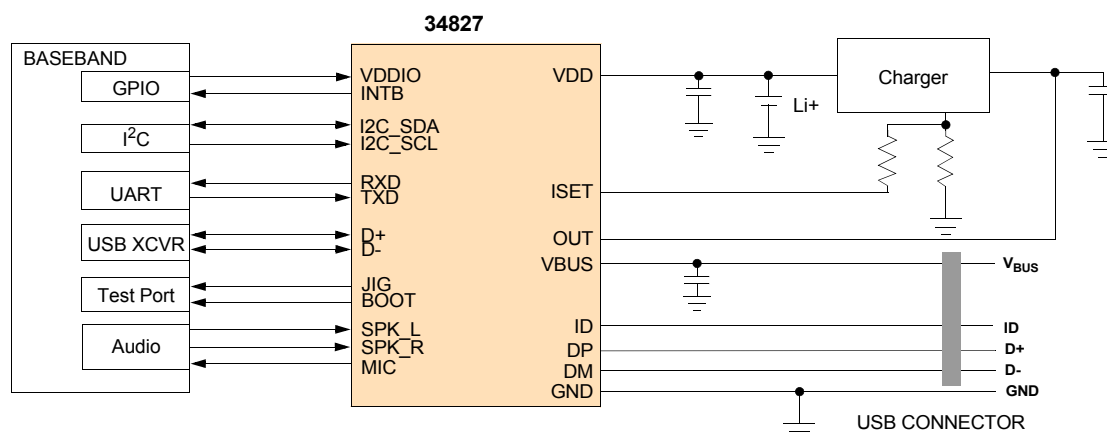 34827
BASEBAND
GPIO
I²C
UART
USB XCVR
Test Port
Audio
VDDIO
INTB
I2C_SDA
I2C_SCL
RXD
TXD
D+
D-
JIG
BOOT
SPK_L
SPK_R
MIC
VDD
ISET
OUT
VBUS
ID
DP
DM
GND
Li+
Charger
VBUS
ID
D+
D-
GND
USB CONNECTOR